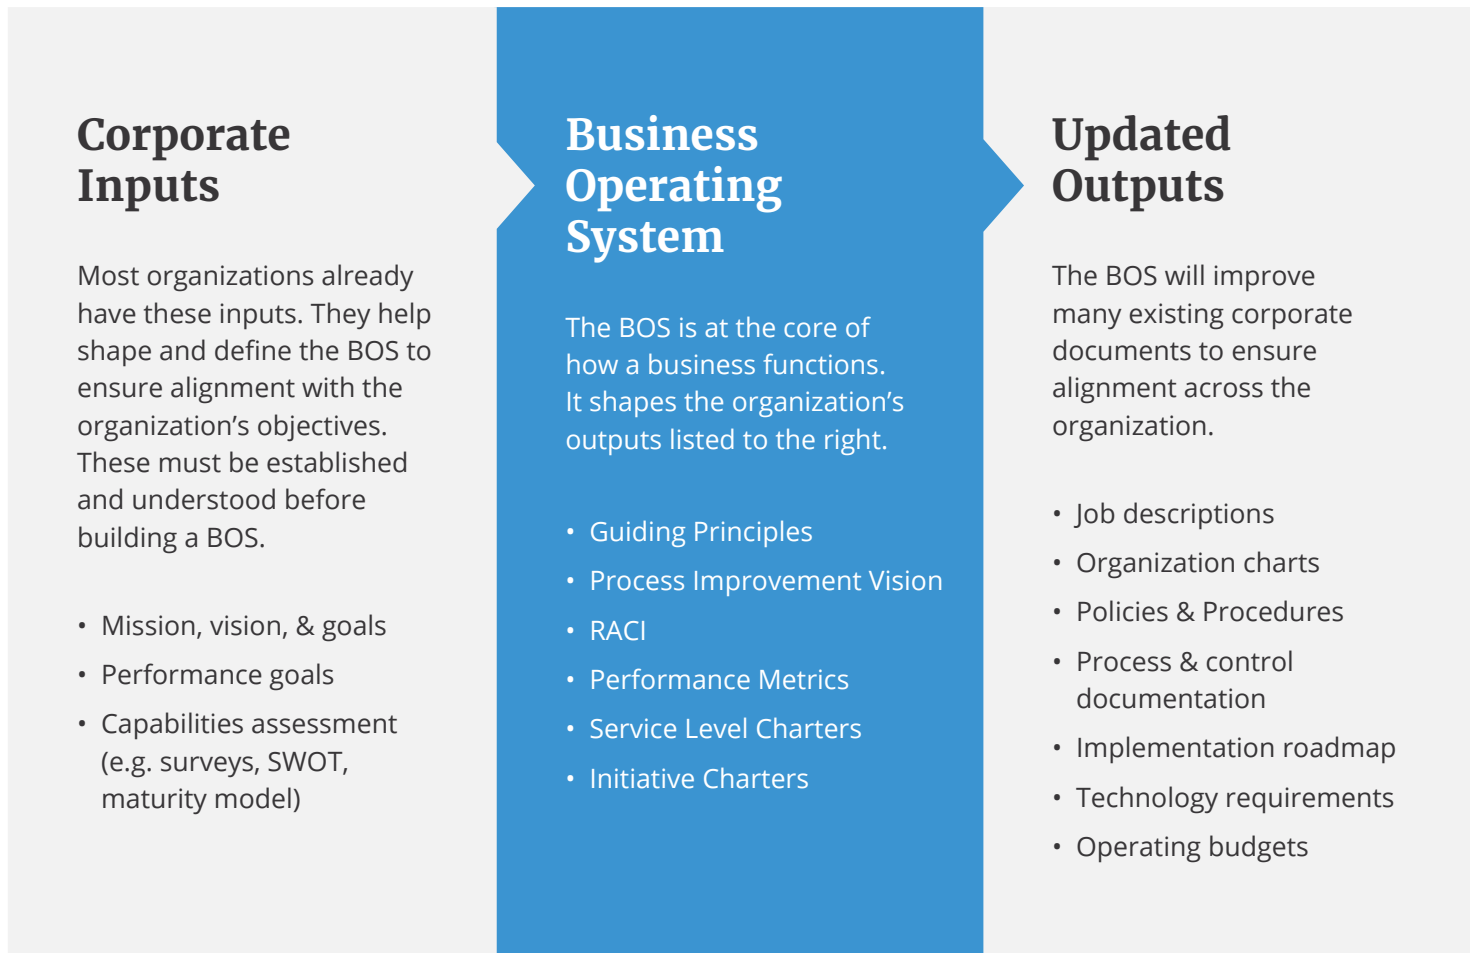 Corporate
Inputs
Most organizations already
have these inputs. They help
shape and define the BOS to
ensure alignment with the
organization’s objectives.
These must be established
and understood before
building a BOS.
• Mission, vision, & goals
• Performance goals
• Capabilities assessment
(e.g. surveys, SWOT,
maturity model)
Business
Operating
System
The BOS is at the core of
how a business functions.
It shapes the organization’s
outputs listed to the right.
• Guiding Principles
• Process Improvement Vision
• RACI
• Performance Metrics
• Service Level Charters
• Initiative Charters
Updated
Outputs
The BOS will improve
many existing corporate
documents to ensure
alignment across the
organization.
• Job descriptions
• Organization charts
• Policies & Procedures
• Process & control
documentation
• Implementation roadmap
• Technology requirements
• Operating budgets